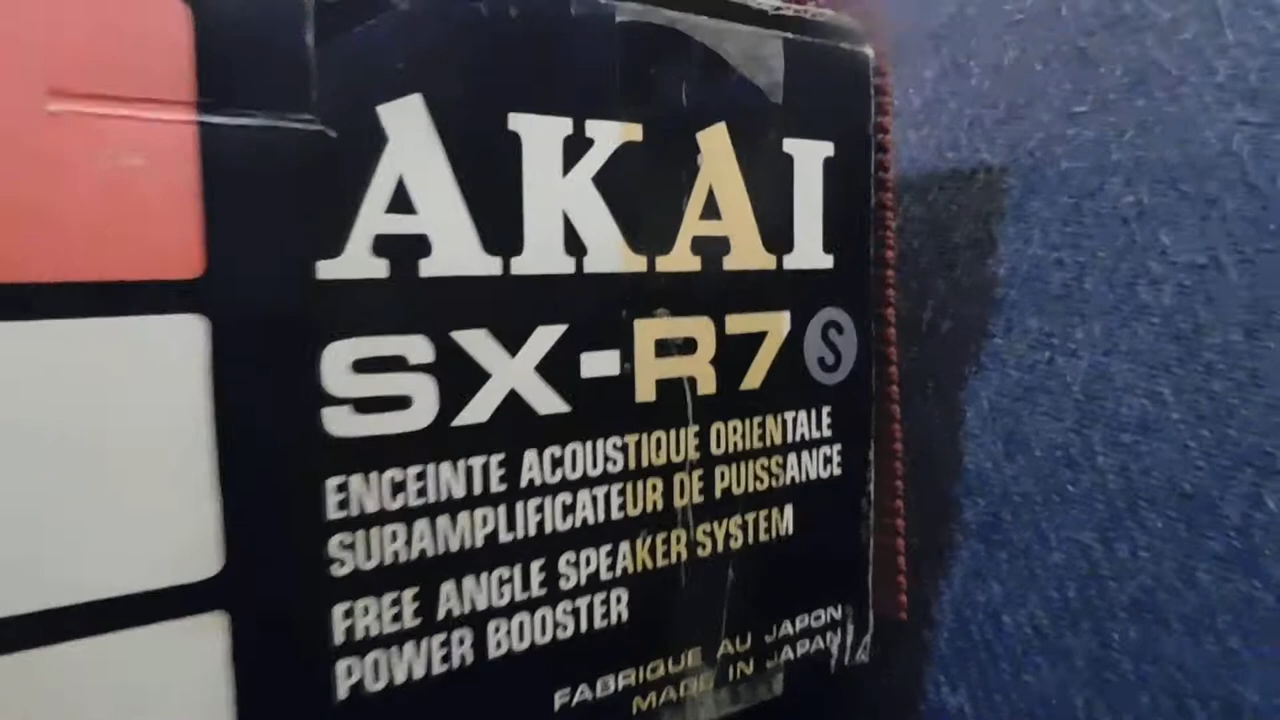 AKAI
SX-R7 S
ENCEINTE ACOUSTIQUE ORIENTALE
SURAMPLIFICATEUR DE PUISSANCE
FREE ANGLE SPEAKER SYSTEM
POWER BOOSTER
FABRIQUE AU JAPON
MADE IN JAPAN